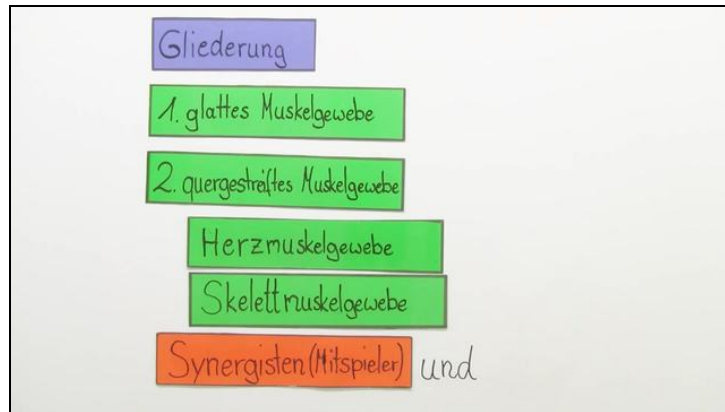 Gliederung
1. glattes Muskelgewebe
2. quergestreiftes Muskelgewebe
Herzmuskelgewebe
Skelettmuskelgewebe
Synergisten (Mitspieler) und